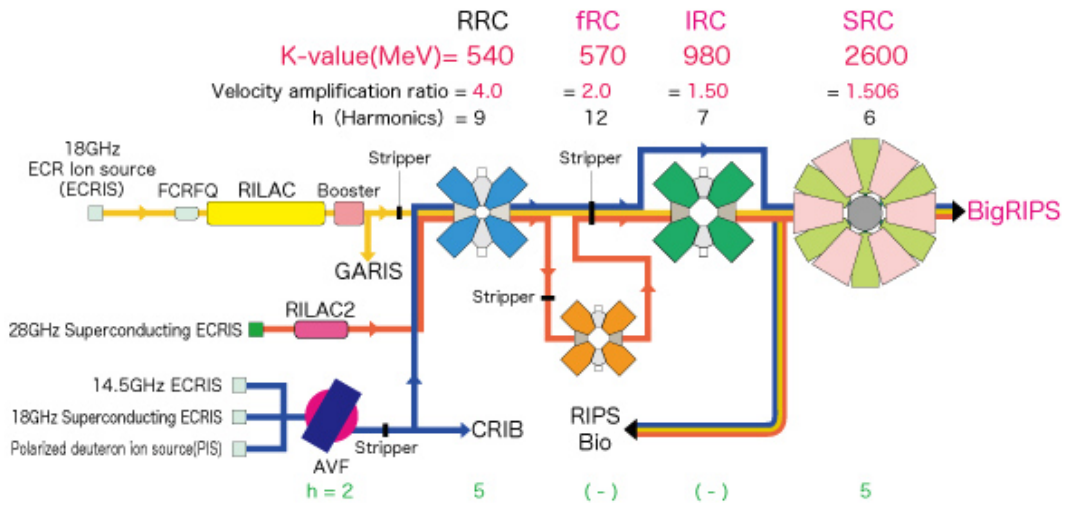 RRC fRC IRC SRC
K-value(MeV)= 540 570 980 2600
Velocity amplification ratio = 4.0 = 2.0 = 1.50 = 1.506
h (Harmonics) = 9 12 7 6
18GHz
ECR Ion source
(ECRIS)
FCRFQ
RILAC
Booster
Stripper
Stripper
BigRIPS
GARIS
Stripper
RILAC2
28GHz Superconducting ECRIS
14.5GHz ECRIS
18GHz Superconducting ECRIS
Polarized deuteron ion source(PIS)
AVF
Stripper
CRIB
RIPS
Bio
h = 2 5 (-) (-) 5